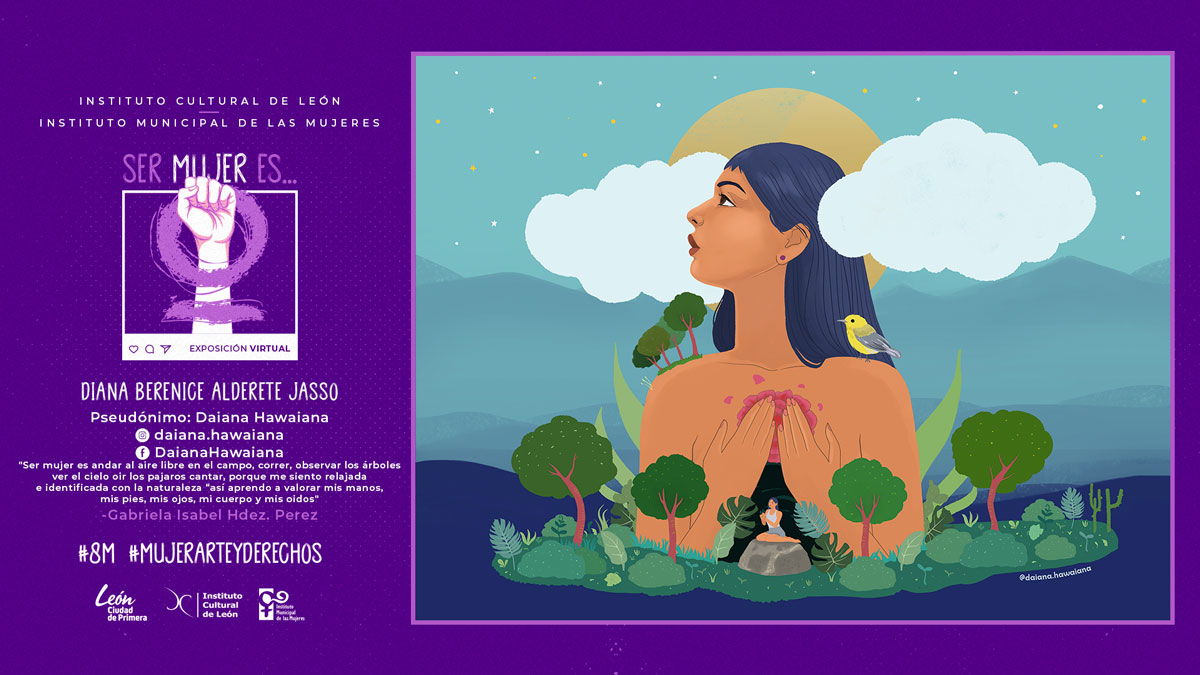 INSTITUTO CULTURAL DE LEÓN
INSTITUTO MUNICIPAL DE LAS MUJERES
SER MUJER ES...
EXPOSICIÓN VIRTUAL
DIANA BERENICE ALDERETE JASSO
Pseudónimo: Daiana Hawaiana
daiana.hawaiana
DaianaHawaiana
"Ser mujer es andar al aire libre en el campo, correr, observar los árboles
ver el cielo oir los pajaros cantar, porque me siento relajada
e identificada con la naturaleza "así aprendo a valorar mis manos,
mis pies, mis ojos, mi cuerpo y mis oidos"
-Gabriela Isabel Hdez. Perez
#8M #MUJERARTEYDERECHOS
León
Ciudad
de Primera
Instituto
Cultural
de León
Instituto
Municipal
de las Mujeres
@daiana.hawaiana